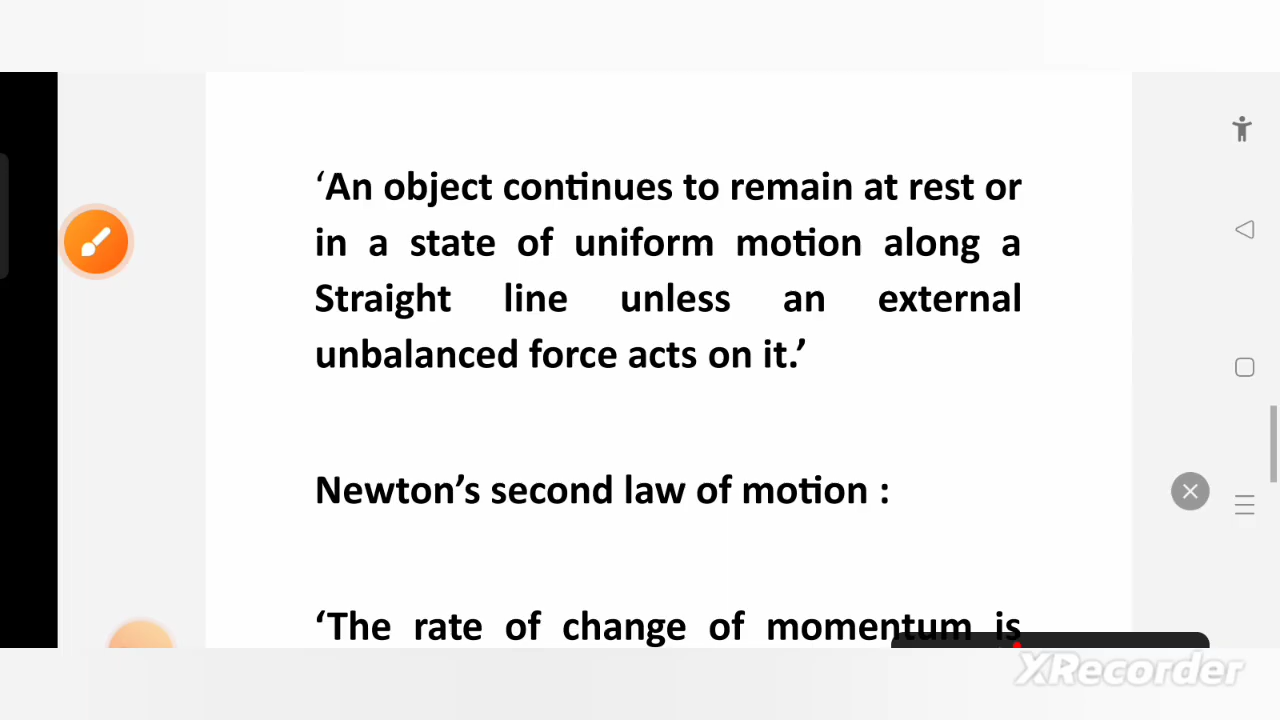 ‘An object continues to remain at rest or
in a state of uniform motion along a
Straight line unless an external
unbalanced force acts on it.’
Newton’s second law of motion :
‘The rate of change of momentum is
XRecorder